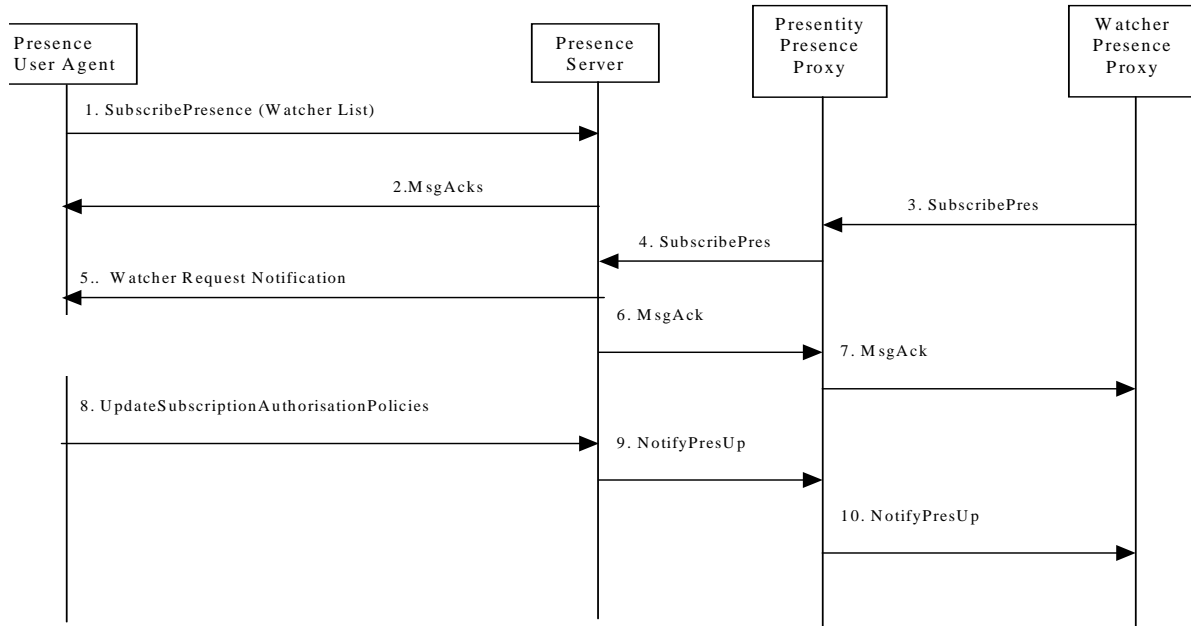 Presence
User Agent
Presence
Server
Presentity
Presence
Proxy
Watcher
Presence
Proxy
1. SubscribePresence (Watcher List)
2.MsgAcks
3. SubscribePres
4. SubscribePres
5.. Watcher Request Notification
6. MsgAck
7. MsgAck
8. UpdateSubscriptionAuthorisationPolicies
9. NotifyPresUp
10. NotifyPresUp